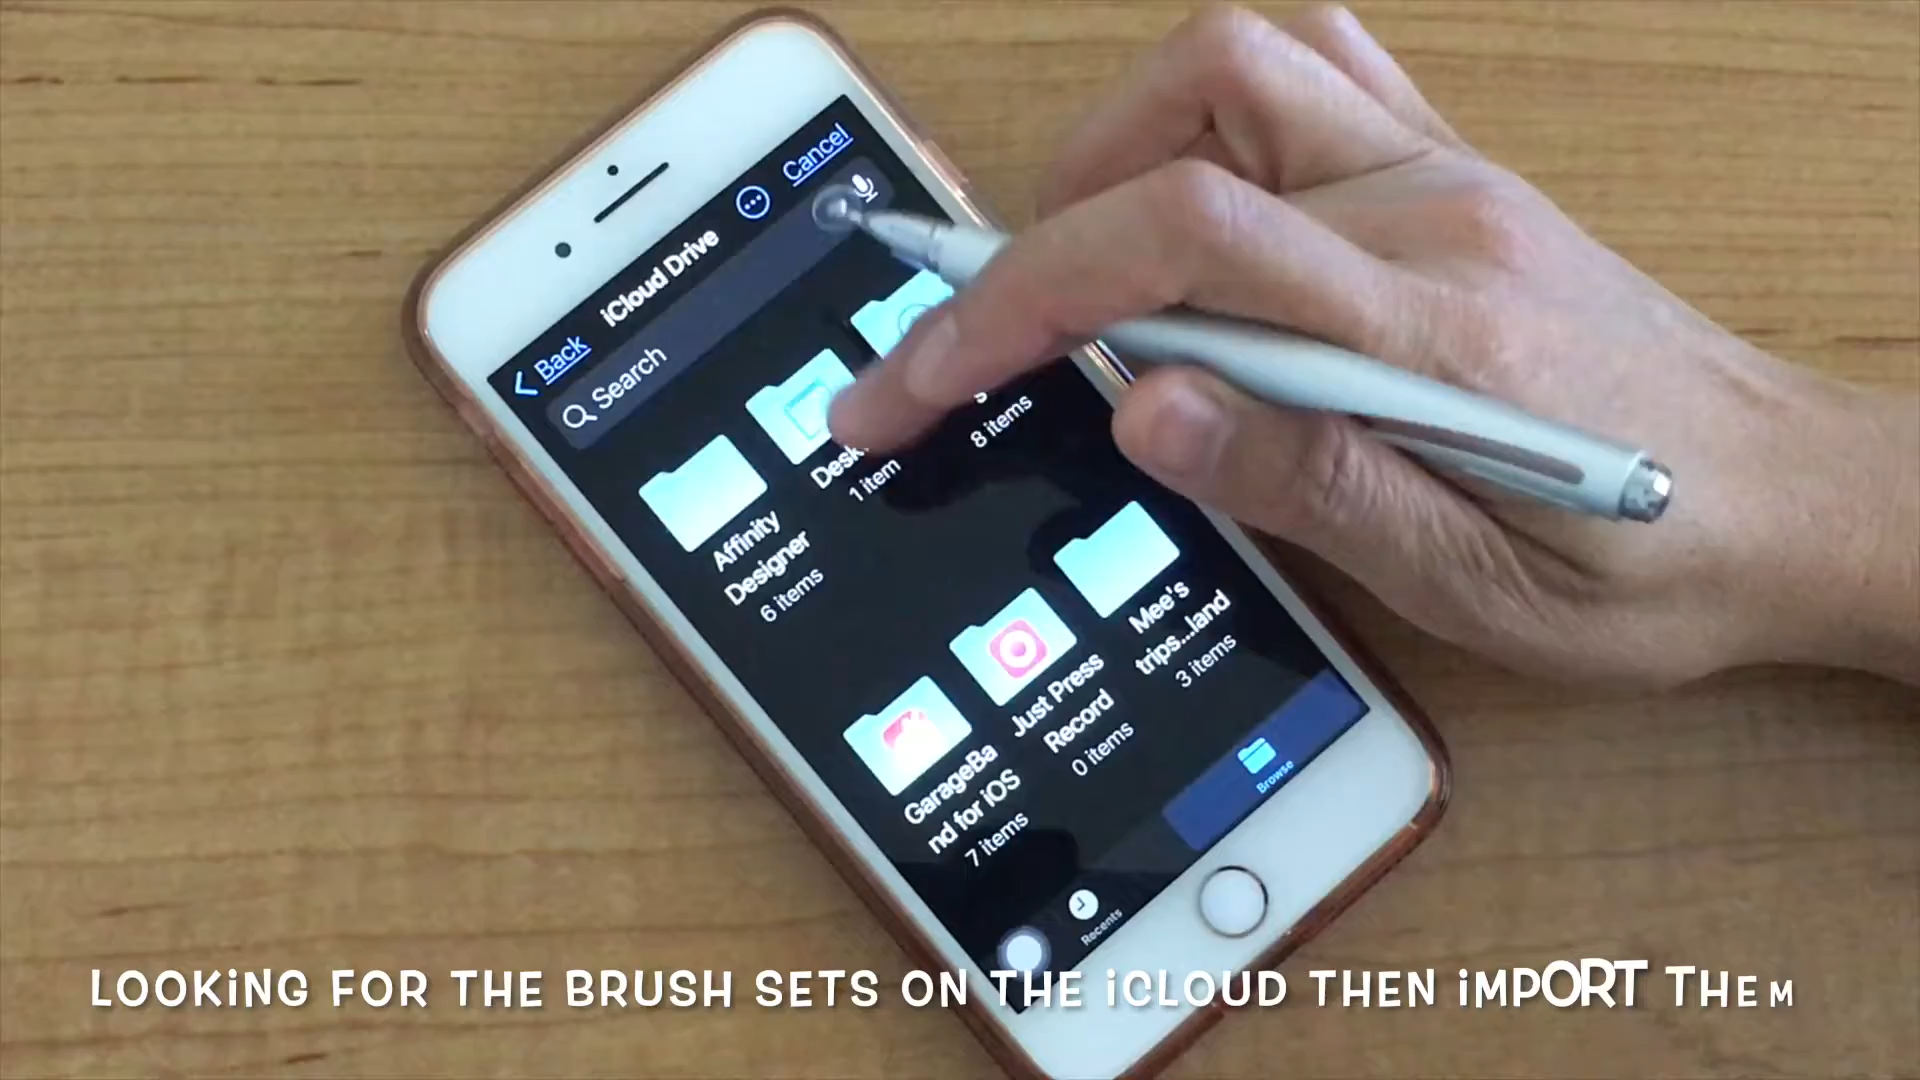 Cancel
Back
iCloud Drive
Search
Affinity
Designer
6 items
1 item
8 items
GarageBa
nd for iOS
7 items
Just Press
Record
0 items
Mee's
trips...land
3 items
Recents
Browse
LOOKiNG FOR THE BRUSH SETS ON THE iCLOUD THEN iMPORT THEM